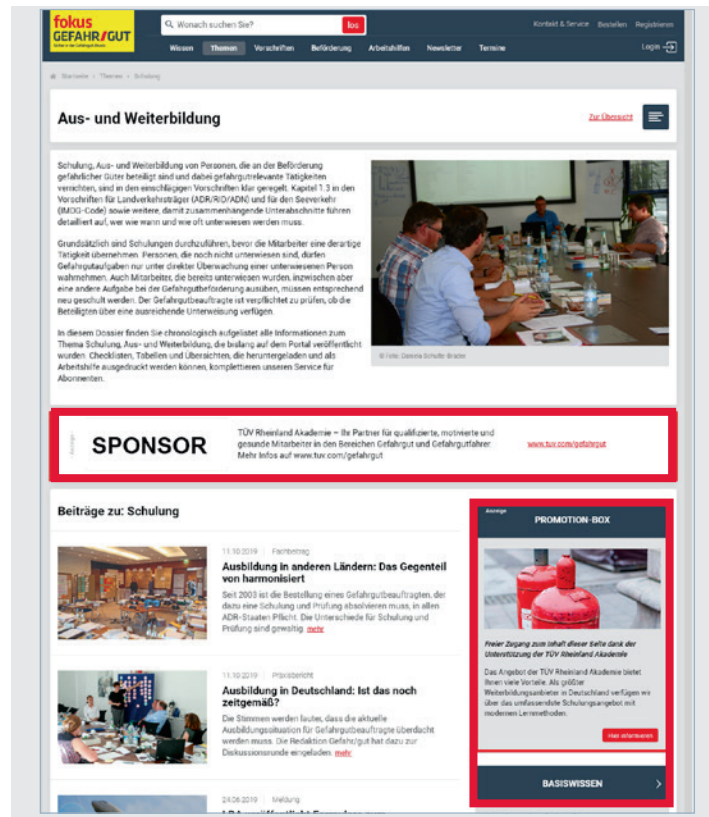 fokus
GEFAHR/GUT
Wonach suchen Sie?
los
Kontakt & Service Bestellen Registrieren
Wissen Themen Vorschriften Beförderung Arbeitshilfen Newsletter Termine
Login
Startseite › Themen › Schulung
Aus- und Weiterbildung
Zur Übersicht
Schulung, Aus- und Weiterbildung von Personen, die an der Beförderung
gefährlicher Güter beteiligt sind und dabei gefahrgutrelevante Tätigkeiten
verrichten, sind in den einschlägigen Vorschriften klar geregelt. Kapitel 1.3 in den
Vorschriften für Landverkehrsträger (ADR/RID/ADN) und für den Seeverkehr
(IMDG-Code) sowie weitere, damit zusammenhängende Unterabschnitte führen
detailliert auf, wer wie wann und wie oft unterwiesen werden muss.
Grundsätzlich sind Schulungen durchzuführen, bevor die Mitarbeiter eine derartige
Tätigkeit übernehmen. Personen, die noch nicht unterwiesen sind, dürfen
Gefahrgutaufgaben nur unter direkter Überwachung einer unterwiesenen Person
wahrnehmen. Auch Mitarbeiter, die bereits unterwiesen wurden, inzwischen aber
eine andere Aufgabe bei der Gefahrgutbeförderung ausüben, müssen entsprechend
neu geschult werden. Der Gefahrgutbeauftragte ist verpflichtet zu prüfen, ob die
Beteiligten über eine ausreichende Unterweisung verfügen.
In diesem Dossier finden Sie chronologisch aufgelistet alle Informationen zum
Thema Schulung, Aus- und Weiterbildung, die bislang auf dem Portal veröffentlicht
wurden. Checklisten, Tabellen und Übersichten, die heruntergeladen und als
Arbeitshilfe ausgedruckt werden können, komplettieren unseren Service für
Abonnenten.
© Foto: Daniela Schulte-Brader
- Anzeige -
SPONSOR
TÜV Rheinland Akademie – Ihr Partner für qualifizierte, motivierte und
gesunde Mitarbeiter in den Bereichen Gefahrgut und Gefahrgutfahrer.
Mehr Infos auf www.tuv.com/gefahrgut
www.tuv.com/gefahrgut
Beiträge zu: Schulung
11.10.2019 | Fachbeitrag
Ausbildung in anderen Ländern: Das Gegenteil
von harmonisiert
Seit 2003 ist die Bestellung eines Gefahrgutbeauftragten, der
dazu eine Schulung und Prüfung absolvieren muss, in allen
ADR-Staaten Pflicht. Die Unterschiede für Schulung und
Prüfung sind gewaltig. mehr
11.10.2019 | Praxisbericht
Ausbildung in Deutschland: Ist das noch
zeitgemäß?
Die Stimmen werden lauter, dass die aktuelle
Ausbildungssituation für Gefahrgutbeauftragte überdacht
werden muss. Die Redaktion Gefahr/gut hat dazu zur
Diskussionsrunde eingeladen. mehr
24.06.2019 | Meldung
Anzeige
PROMOTION-BOX
Freier Zugang zum Inhalt dieser Seite dank der
Unterstützung der TÜV Rheinland Akademie
Das Angebot der TÜV Rheinland Akademie bietet
Ihnen viele Vorteile. Als größter
Weiterbildungsanbieter in Deutschland verfügen wir
über das umfassendste Schulungsangebot mit
modernen Lernmethoden.
Hier informieren
BASISWISSEN